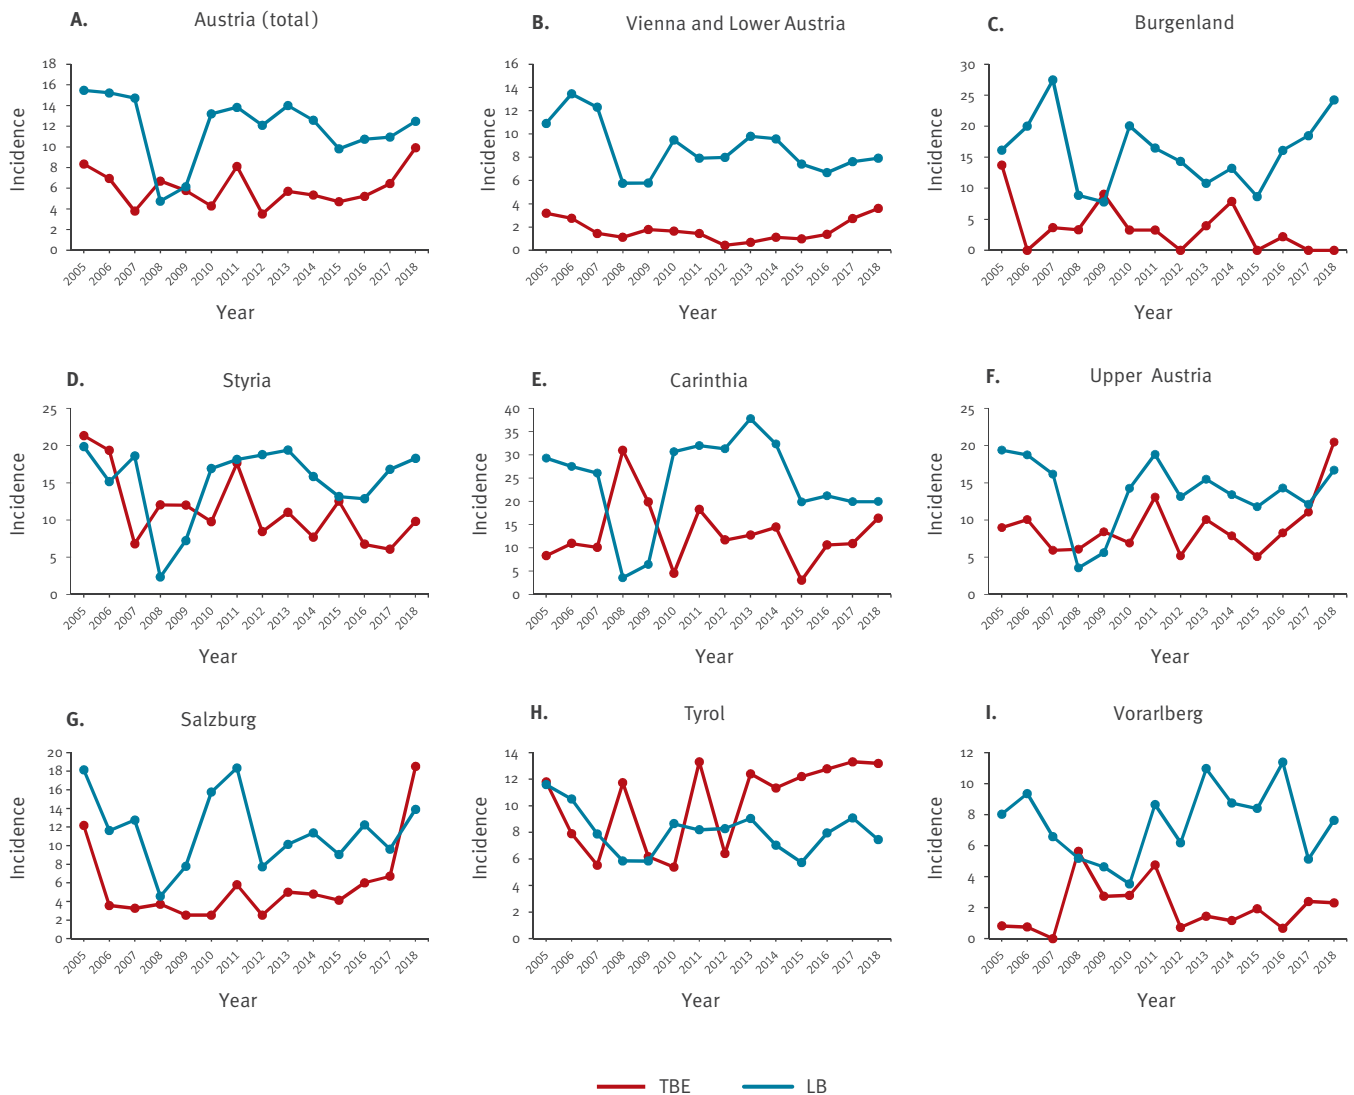 A. Austria (total)
Incidence
18
16
14
12
10
8
6
4
2
0
2005 2006 2007 2008 2009 2010 2011 2012 2013 2014 2015 2016 2017 2018
Year
B. Vienna and Lower Austria
Incidence
16
14
12
10
8
6
4
2
0
2005 2006 2007 2008 2009 2010 2011 2012 2013 2014 2015 2016 2017 2018
Year
C. Burgenland
Incidence
30
25
20
15
10
5
0
2005 2006 2007 2008 2009 2010 2011 2012 2013 2014 2015 2016 2017 2018
Year
D. Styria
Incidence
25
20
15
10
5
0
2005 2006 2007 2008 2009 2010 2011 2012 2013 2014 2015 2016 2017 2018
Year
E. Carinthia
Incidence
40
35
30
25
20
15
10
5
0
2005 2006 2007 2008 2009 2010 2011 2012 2013 2014 2015 2016 2017 2018
Year
F. Upper Austria
Incidence
25
20
15
10
5
0
2005 2006 2007 2008 2009 2010 2011 2012 2013 2014 2015 2016 2017 2018
Year
G. Salzburg
Incidence
20
18
16
14
12
10
8
6
4
2
0
2005 2006 2007 2008 2009 2010 2011 2012 2013 2014 2015 2016 2017 2018
Year
H. Tyrol
Incidence
14
12
10
8
6
4
2
0
2005 2006 2007 2008 2009 2010 2011 2012 2013 2014 2015 2016 2017 2018
Year
I. Vorarlberg
Incidence
12
10
8
6
4
2
0
2005 2006 2007 2008 2009 2010 2011 2012 2013 2014 2015 2016 2017 2018
Year
TBE LB